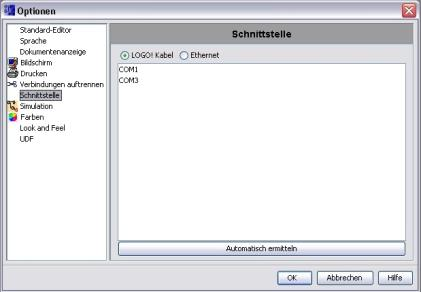 Optionen
Standard-Editor
Sprache
Dokumentenanzeige
Bildschirm
Drucken
Verbindungen auftrennen
Schnittstelle
Simulation
Farben
Look and Feel
UDF
Schnittstelle
LOGO! Kabel Ethernet
COM1
COM3
Automatisch ermitteln
OK Abbrechen Hilfe